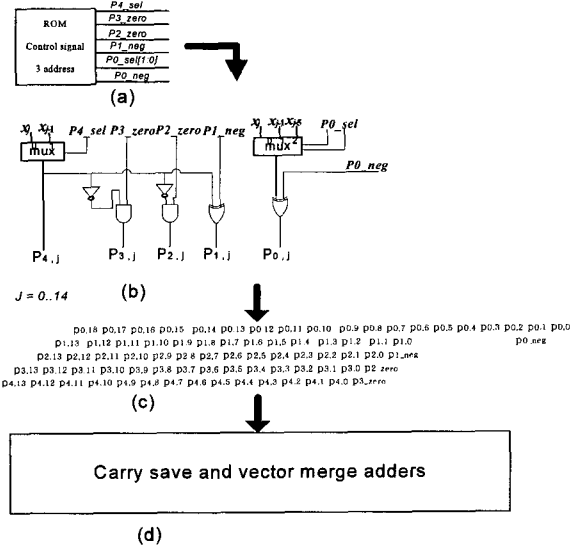 ROM
Control signal
3 address
P4_sel
P3_zero
P2_zero
P1_neg
P0_sel[1:0]
P0_neg
(a)
xj xj-1 P4_sel P3_zero P2_zero P1_neg
mux
xj xj-1 xj-5 P0_sel
mux 2
P0_neg
P4,j P3,j P2,j P1,j P0,j
(b)
J = 0..14
p0,18 p0,17 p0,16 p0,15 p0,14 p0,13 p0,12 p0,11 p0,10 p0,9 p0,8 p0,7 p0,6 p0,5 p0,4 p0,3 p0,2 p0,1 p0,0
p1,13 p1,12 p1,11 p1,10 p1,9 p1,8 p1,7 p1,6 p1,5 p1,4 p1,3 p1,2 p1,1 p1,0 p0_neg
p2,13 p2,12 p2,11 p2,10 p2,9 p2,8 p2,7 p2,6 p2,5 p2,4 p2,3 p2,2 p2,1 p2,0 p1_neg
p3,13 p3,12 p3,11 p3,10 p3,9 p3,8 p3,7 p3,6 p3,5 p3,4 p3,3 p3,2 p3,1 p3,0 p2_zero
p4,13 p4,12 p4,11 p4,10 p4,9 p4,8 p4,7 p4,6 p4,5 p4,4 p4,3 p4,2 p4,1 p4,0 p3_zero
(c)
Carry save and vector merge adders
(d)